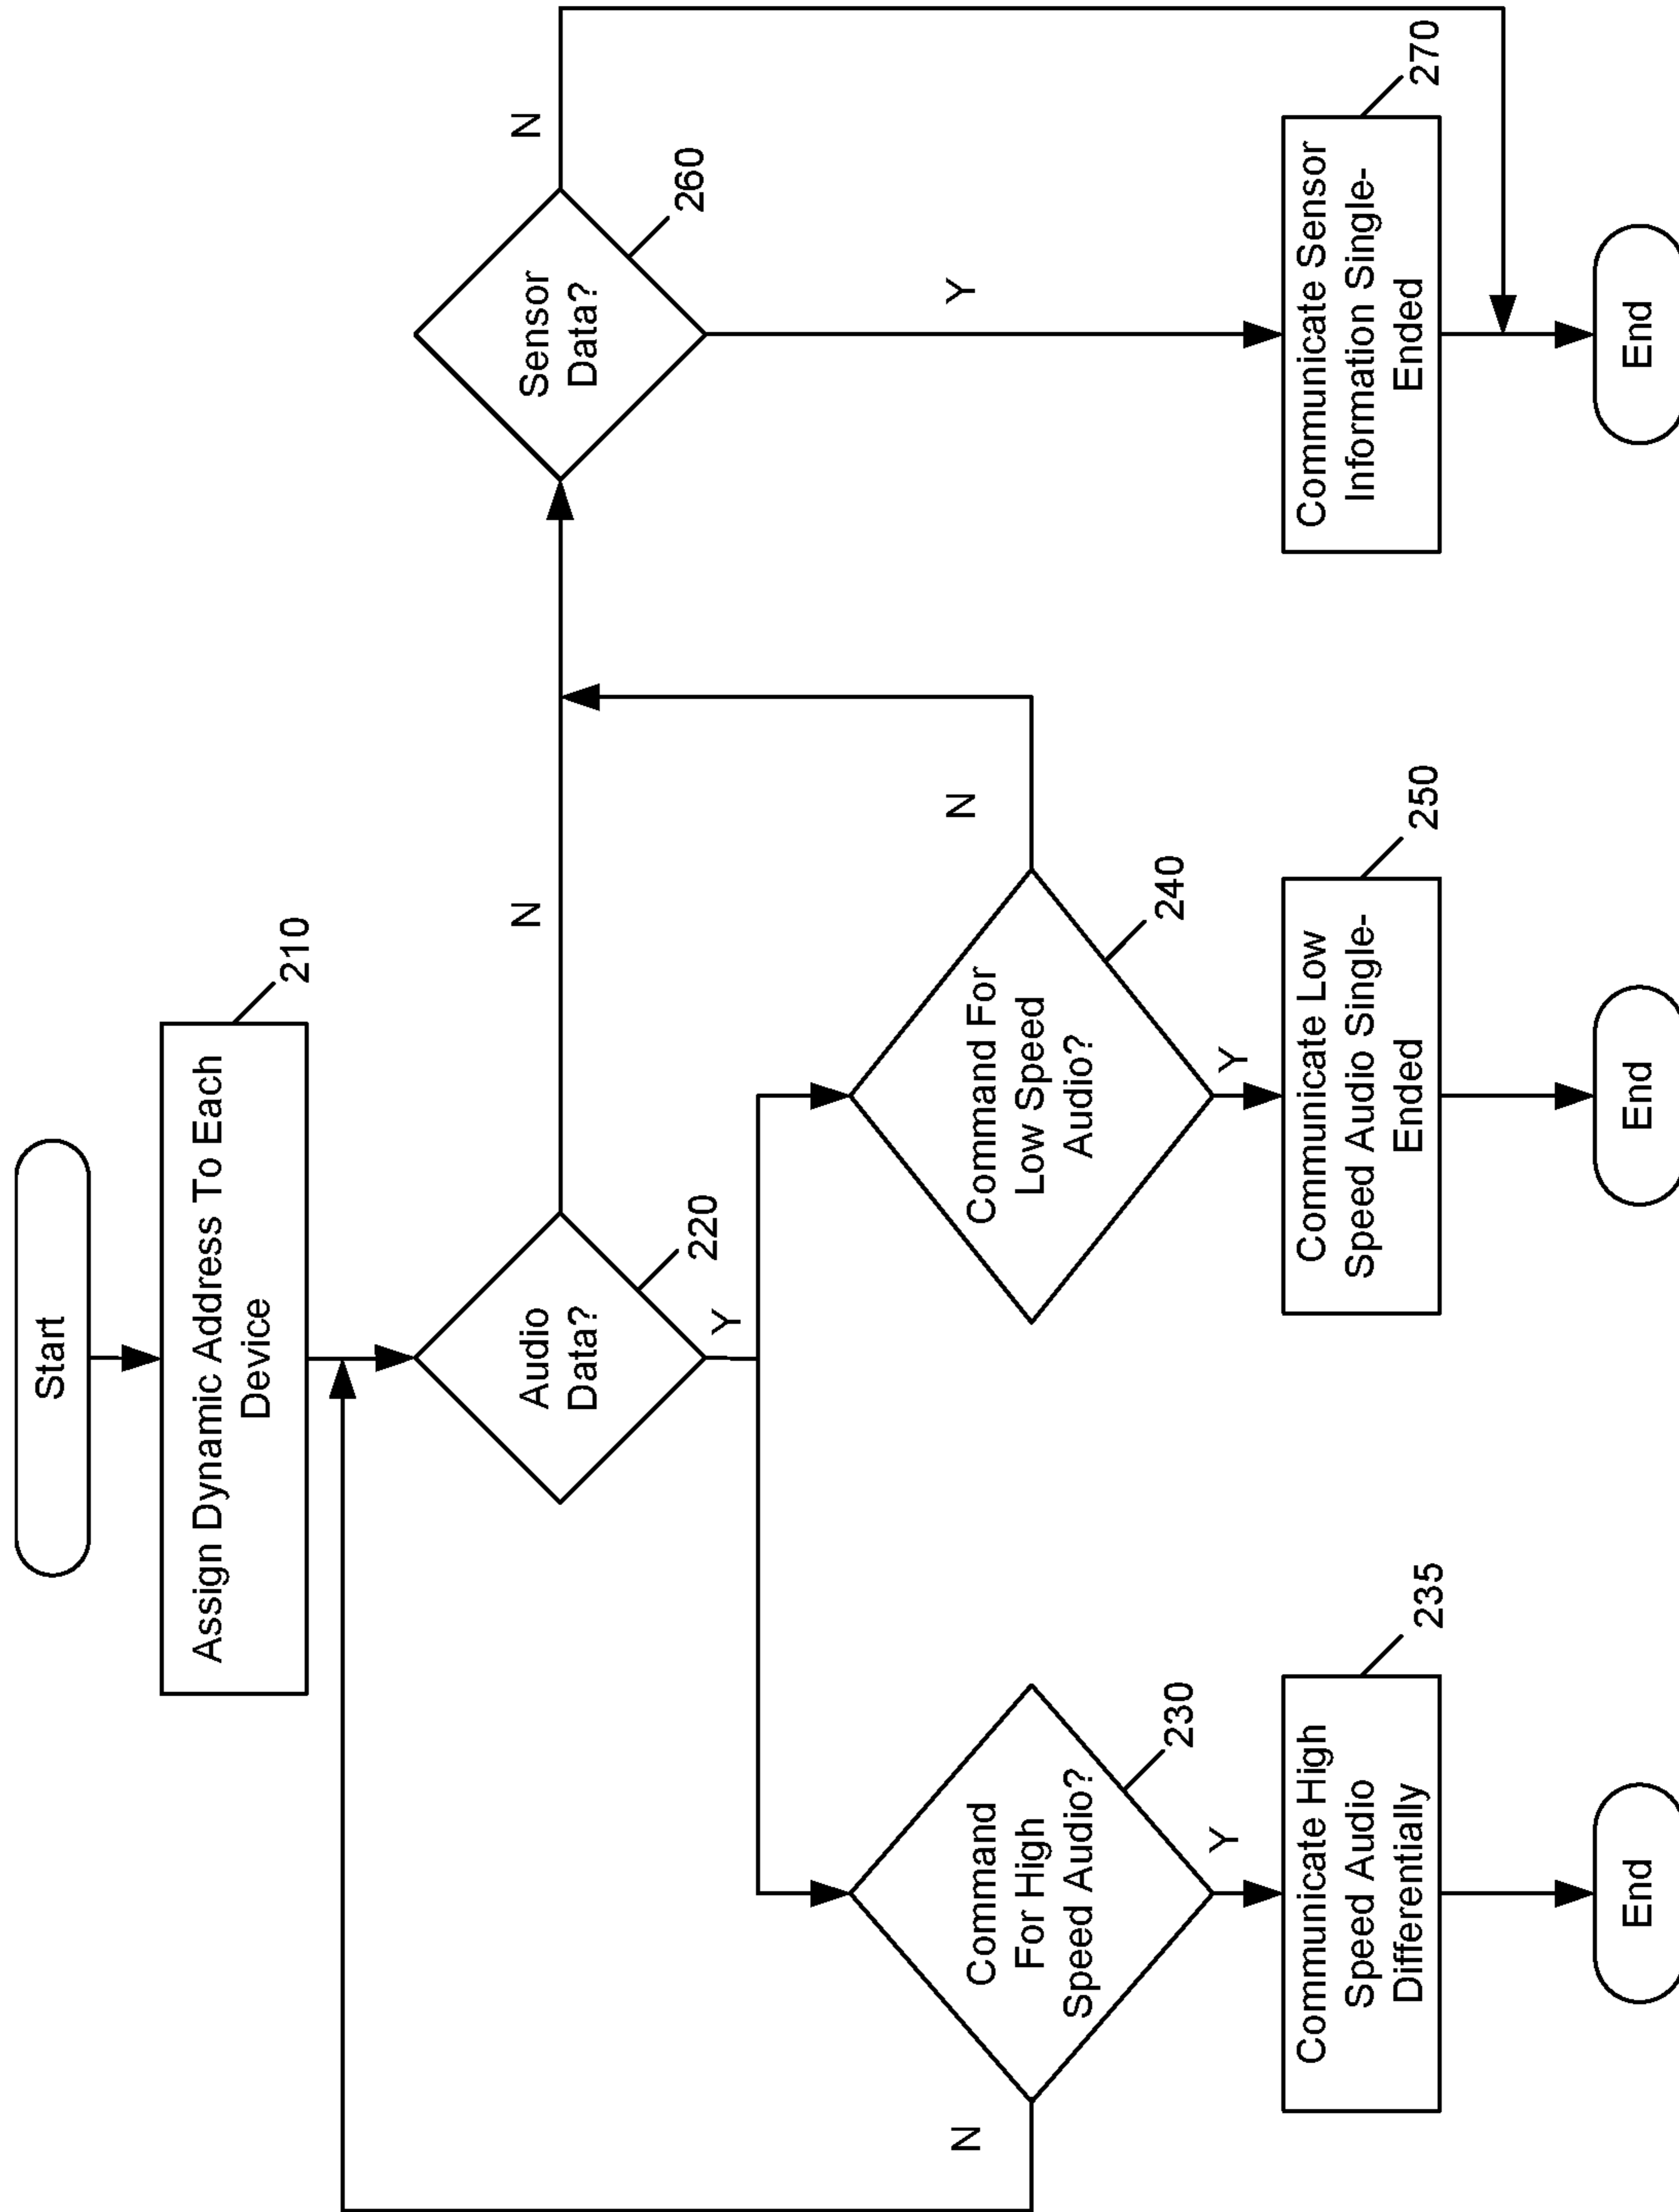 Start
Assign Dynamic Address To Each
Device
210
Audio
Data?
220
N
Y
Sensor
Data?
260
N
Y
Command
For High
Speed Audio?
230
N
Y
Command For
Low Speed
Audio?
240
N
Y
Communicate High
Speed Audio
Differentially
235
Communicate Low
Speed Audio Single-
Ended
250
Communicate Sensor
Information Single-
Ended
270
End
End
End